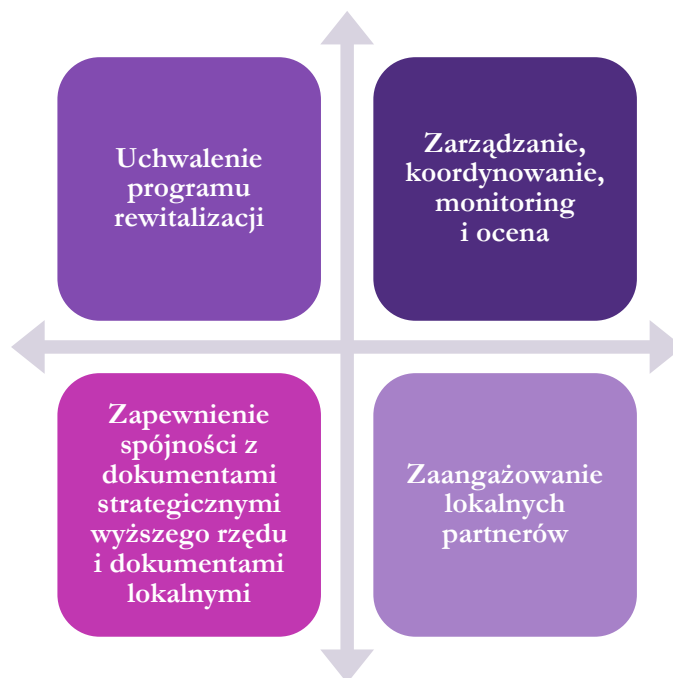 Uchwalenie
programu
rewitalizacji
Zarządzanie,
koordynowanie,
monitoring
i ocena
Zapewnienie
spójności z
dokumentami
strategicznymi
wyższego rzędu
i dokumentami
lokalnymi
Zaangażowanie
lokalnych
partnerów